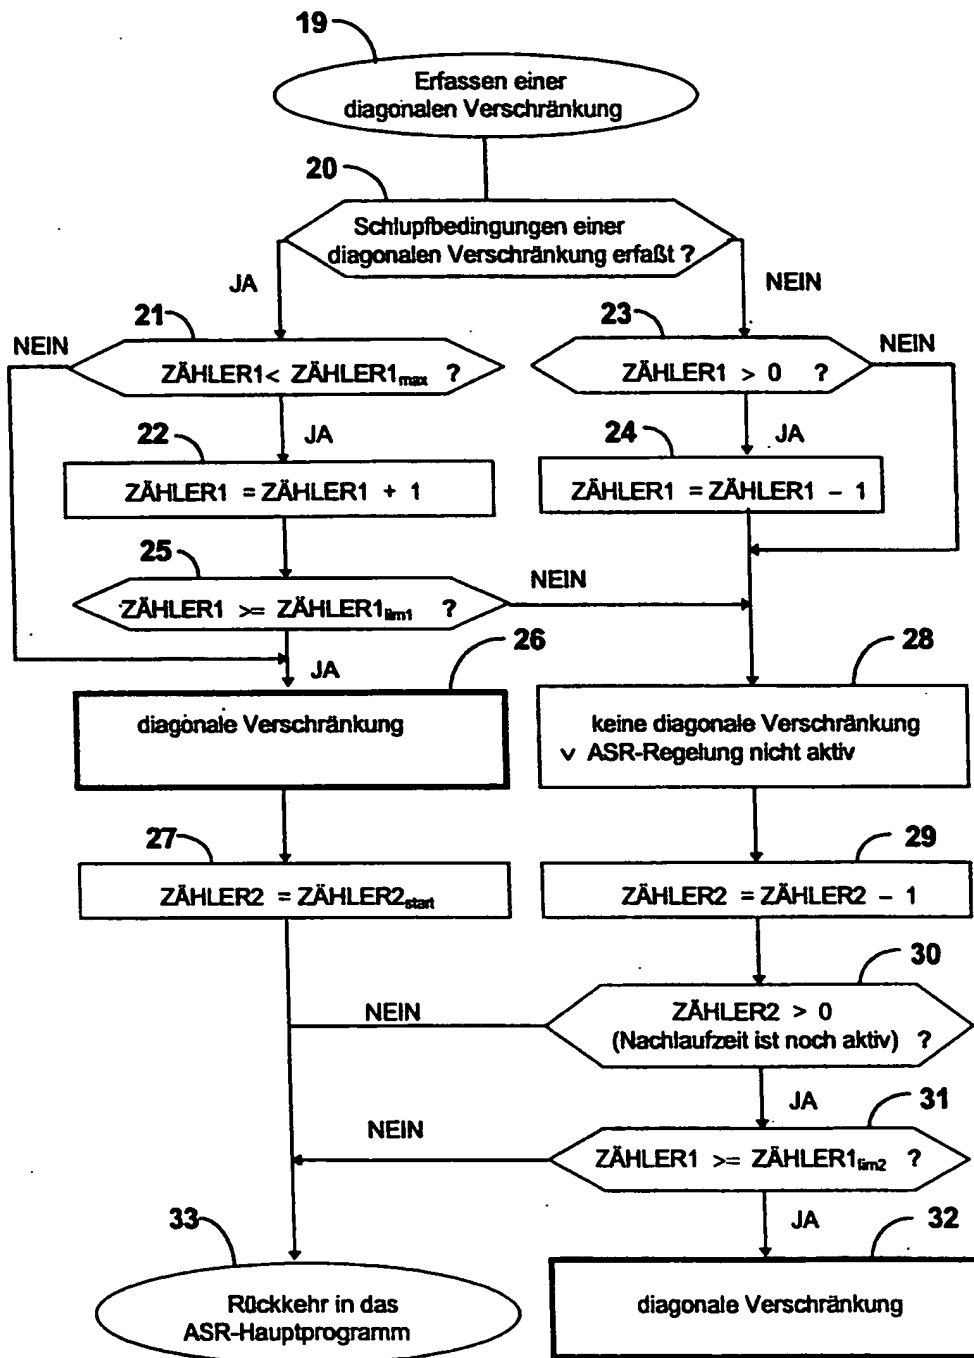 19
Erfassen einer
diagonalen Verschränkung
20
Schlupfbedingungen einer
diagonalen Verschränkung erfaßt ?
JA
NEIN
21
23
NEIN
ZÄHLER1< ZÄHLER1max ?
ZÄHLER1 > 0 ?
NEIN
22
JA
24
JA
ZÄHLER1 = ZÄHLER1 + 1
ZÄHLER1 = ZÄHLER1 – 1
25
NEIN
ZÄHLER1 >= ZÄHLER1lim1 ?
JA
26
28
diagonale Verschränkung
keine diagonale Verschränkung
v ASR-Regelung nicht aktiv
27
29
ZÄHLER2 = ZÄHLER2start
ZÄHLER2 = ZÄHLER2 – 1
30
NEIN
ZÄHLER2 > 0
(Nachlaufzeit ist noch aktiv) ?
JA
31
NEIN
ZÄHLER1 >= ZÄHLER1lim2 ?
33
JA
32
Rückkehr in das
ASR-Hauptprogramm
diagonale Verschränkung